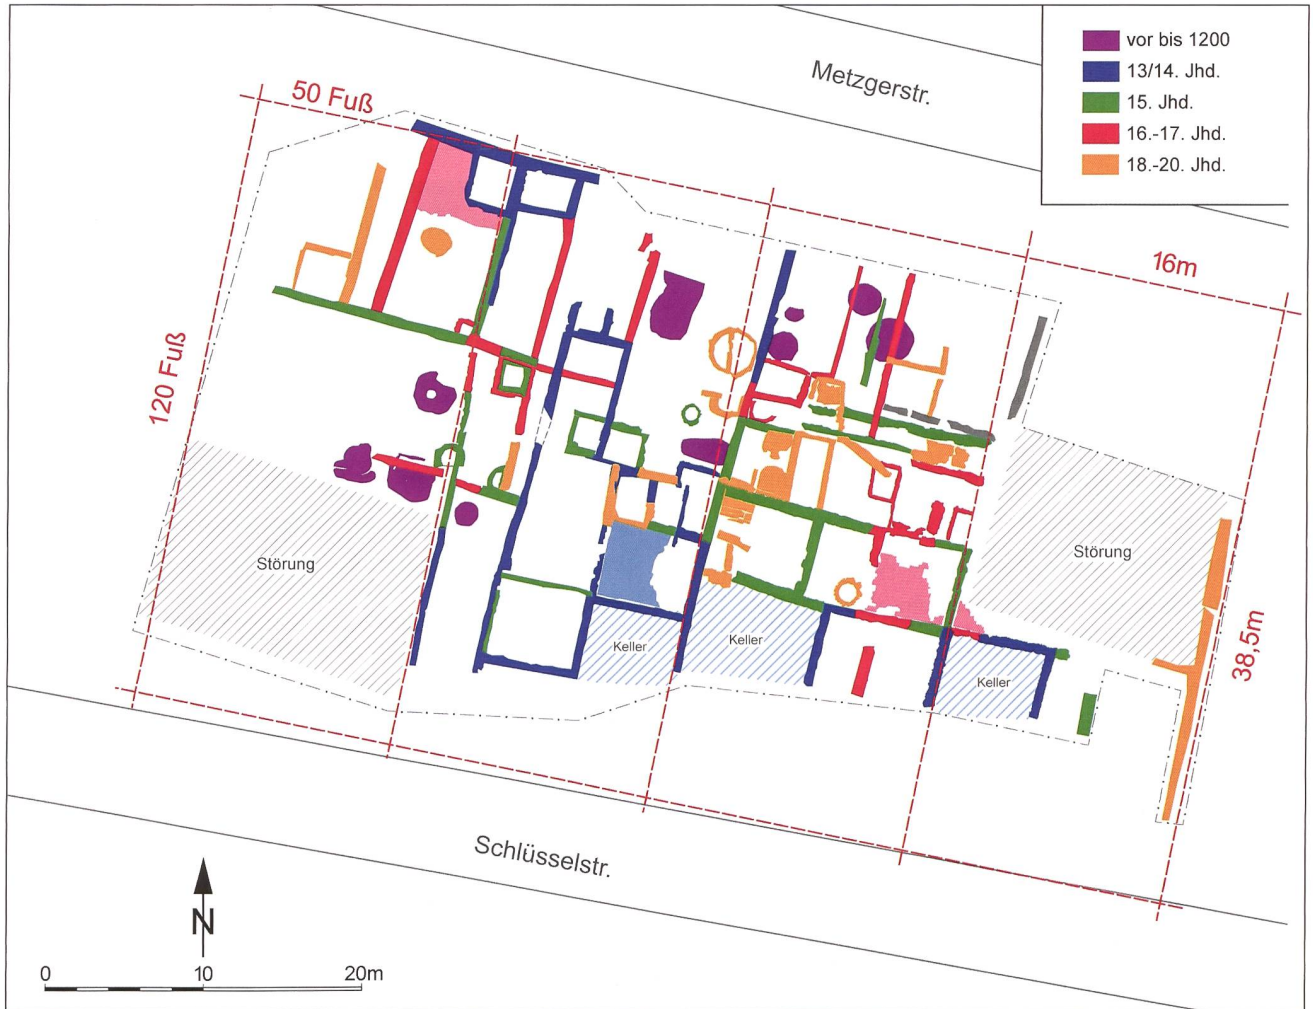 vor bis 1200
13/14. Jhd.
15. Jhd.
16.-17. Jhd.
18.-20. Jhd.
Metzgerstr.
50 Fuß
16m
120 Fuß
Störung
Störung
38,5m
Keller
Keller
Keller
Schlüsselstr.
N
0 10 20m